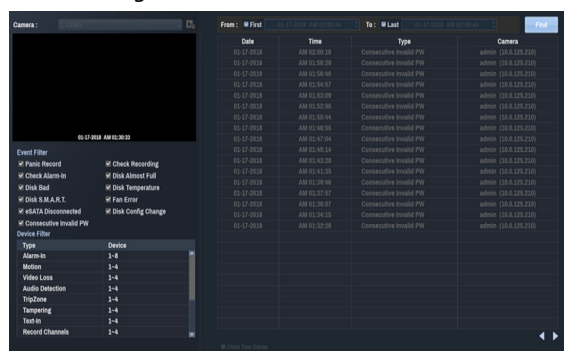 Camera :
From : First To : Last Find
01-17-2018 AM 01:30:33
Event Filter
Panic Record Check Recording
Check Alarm-In Disk Almost Full
Disk Bad Disk Temperature
Disk S.M.A.R.T. Fan Error
eSATA Disconnected Disk Config Change
Consecutive Invalid PW
Device Filter
Type Device
Alarm-In 1~8
Motion 1~4
Video Loss 1~4
Audio Detection 1~4
TripZone 1~4
Tampering 1~4
Text-In 1~4
Record Channels 1~4
Date Time Type Camera
01-17-2018 AM 02:00:16 Consecutive Invalid PW admin (10.0.125.210)
01-17-2018 AM 01:58:28 Consecutive Invalid PW admin (10.0.125.210)
01-17-2018 AM 01:56:40 Consecutive Invalid PW admin (10.0.125.210)
01-17-2018 AM 01:54:57 Consecutive Invalid PW admin (10.0.125.210)
01-17-2018 AM 01:53:09 Consecutive Invalid PW admin (10.0.125.210)
01-17-2018 AM 01:52:00 Consecutive Invalid PW admin (10.0.125.210)
01-17-2018 AM 01:50:44 Consecutive Invalid PW admin (10.0.125.210)
01-17-2018 AM 01:48:55 Consecutive Invalid PW admin (10.0.125.210)
01-17-2018 AM 01:47:04 Consecutive Invalid PW admin (10.0.125.210)
01-17-2018 AM 01:45:14 Consecutive Invalid PW admin (10.0.125.210)
01-17-2018 AM 01:43:28 Consecutive Invalid PW admin (10.0.125.210)
01-17-2018 AM 01:41:35 Consecutive Invalid PW admin (10.0.125.210)
01-17-2018 AM 01:39:46 Consecutive Invalid PW admin (10.0.125.210)
01-17-2018 AM 01:37:57 Consecutive Invalid PW admin (10.0.125.210)
01-17-2018 AM 01:36:07 Consecutive Invalid PW admin (10.0.125.210)
01-17-2018 AM 01:34:15 Consecutive Invalid PW admin (10.0.125.210)
01-17-2018 AM 01:32:28 Consecutive Invalid PW admin (10.0.125.210)
Check Time Overlap